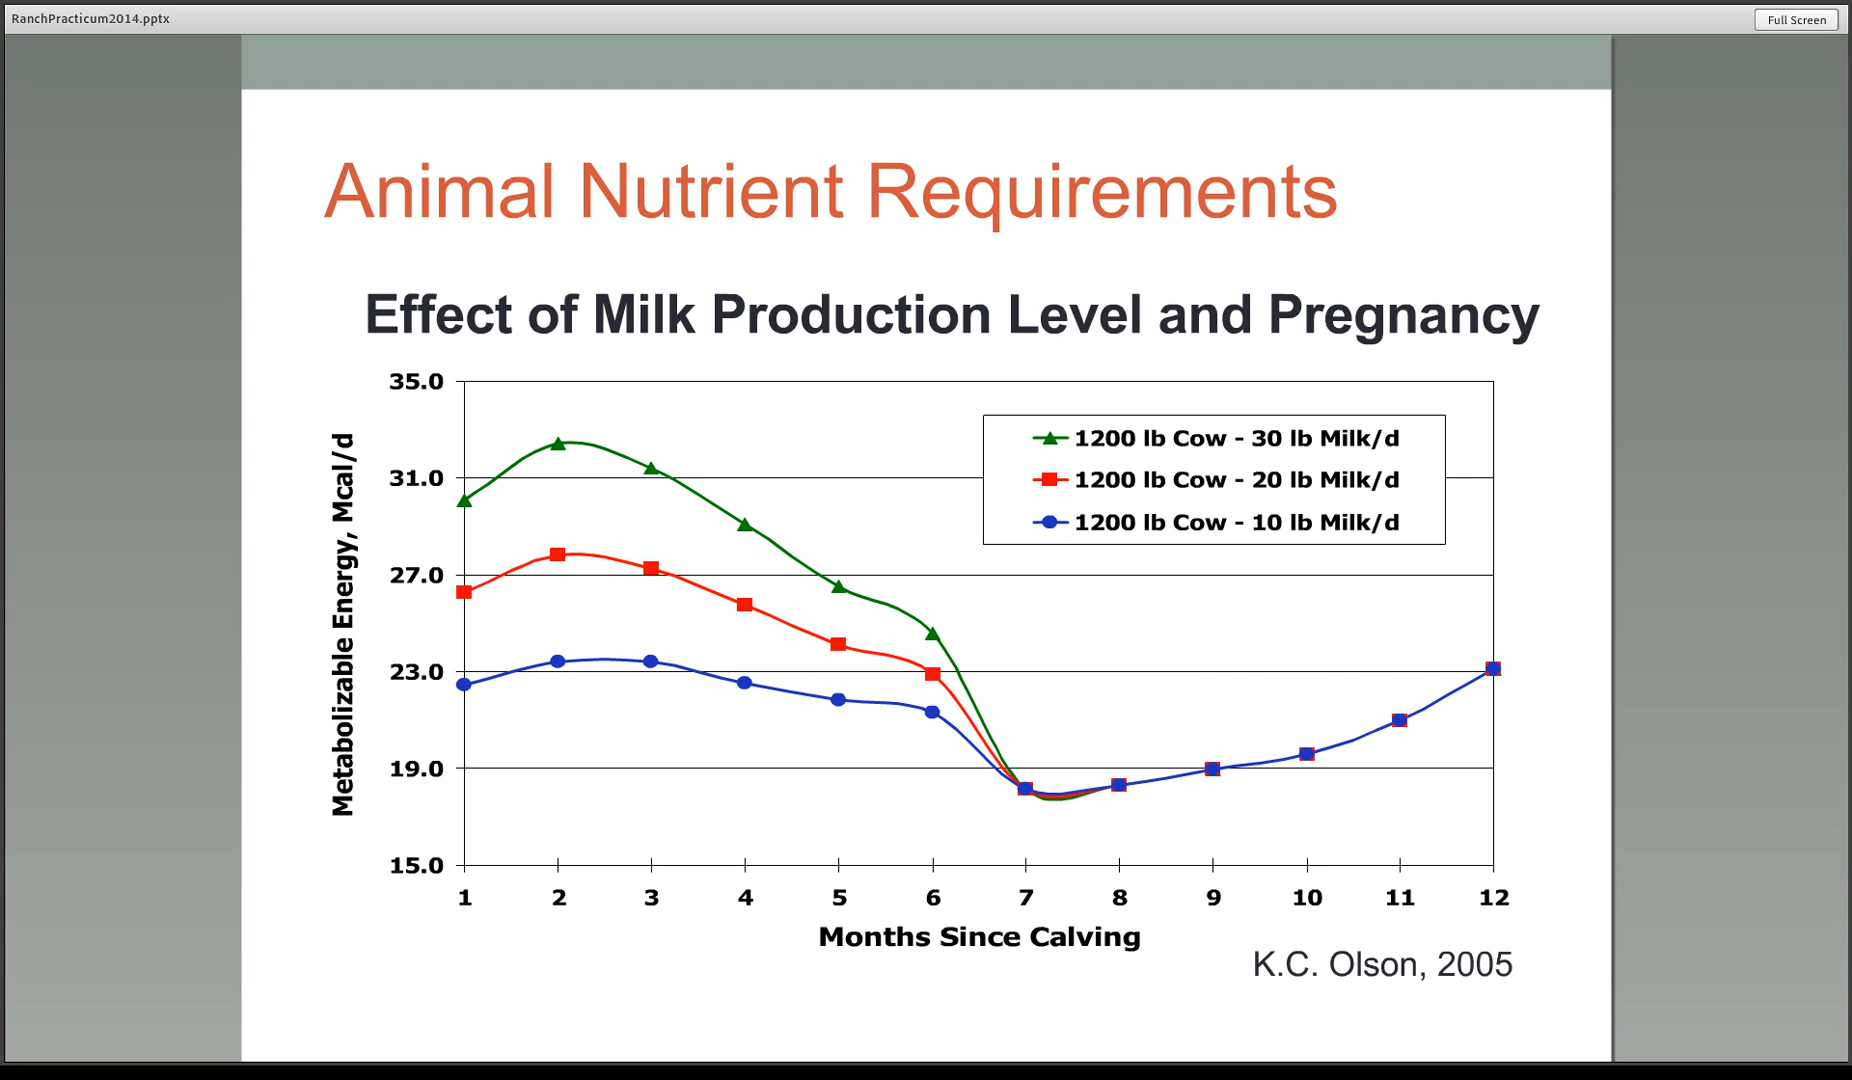 RanchPracticum2014.pptx
Full Screen
Animal Nutrient Requirements
Effect of Milk Production Level and Pregnancy
35.0
31.0
27.0
23.0
19.0
15.0
Metabolizable Energy, Mcal/d
1200 lb Cow - 30 lb Milk/d
1200 lb Cow - 20 lb Milk/d
1200 lb Cow - 10 lb Milk/d
1 2 3 4 5 6 7 8 9 10 11 12
Months Since Calving
K.C. Olson, 2005